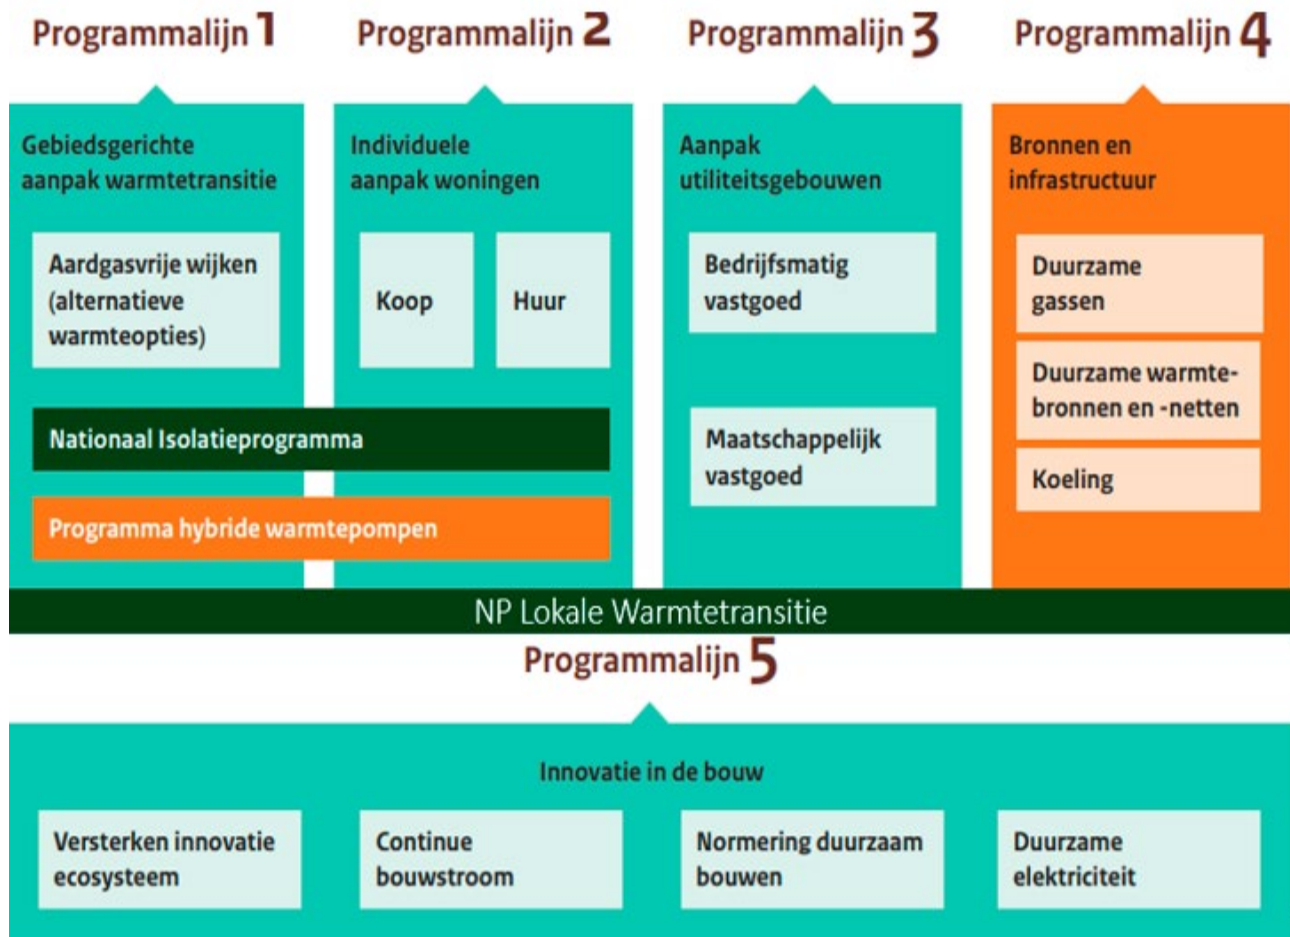 Programmalijn 1
Programmalijn 2
Programmalijn 3
Programmalijn 4
Gebiedsgerichte
aanpak warmtetransitie
Aardgasvrije wijken
(alternatieve
warmteopties)
Individuele
aanpak woningen
Koop
Huur
Nationaal Isolatieprogramma
Programma hybride warmtepompen
Aanpak
utiliteitsgebouwen
Bedrijfsmatig
vastgoed
Maatschappelijk
vastgoed
Bronnen en
infrastructuur
Duurzame
gassen
Duurzame warmte-
bronnen en -netten
Koeling
NP Lokale Warmtetransitie
Programmalijn 5
Innovatie in de bouw
Versterken innovatie
ecosysteem
Continue
bouwstroom
Normering duurzaam
bouwen
Duurzame
elektriciteit